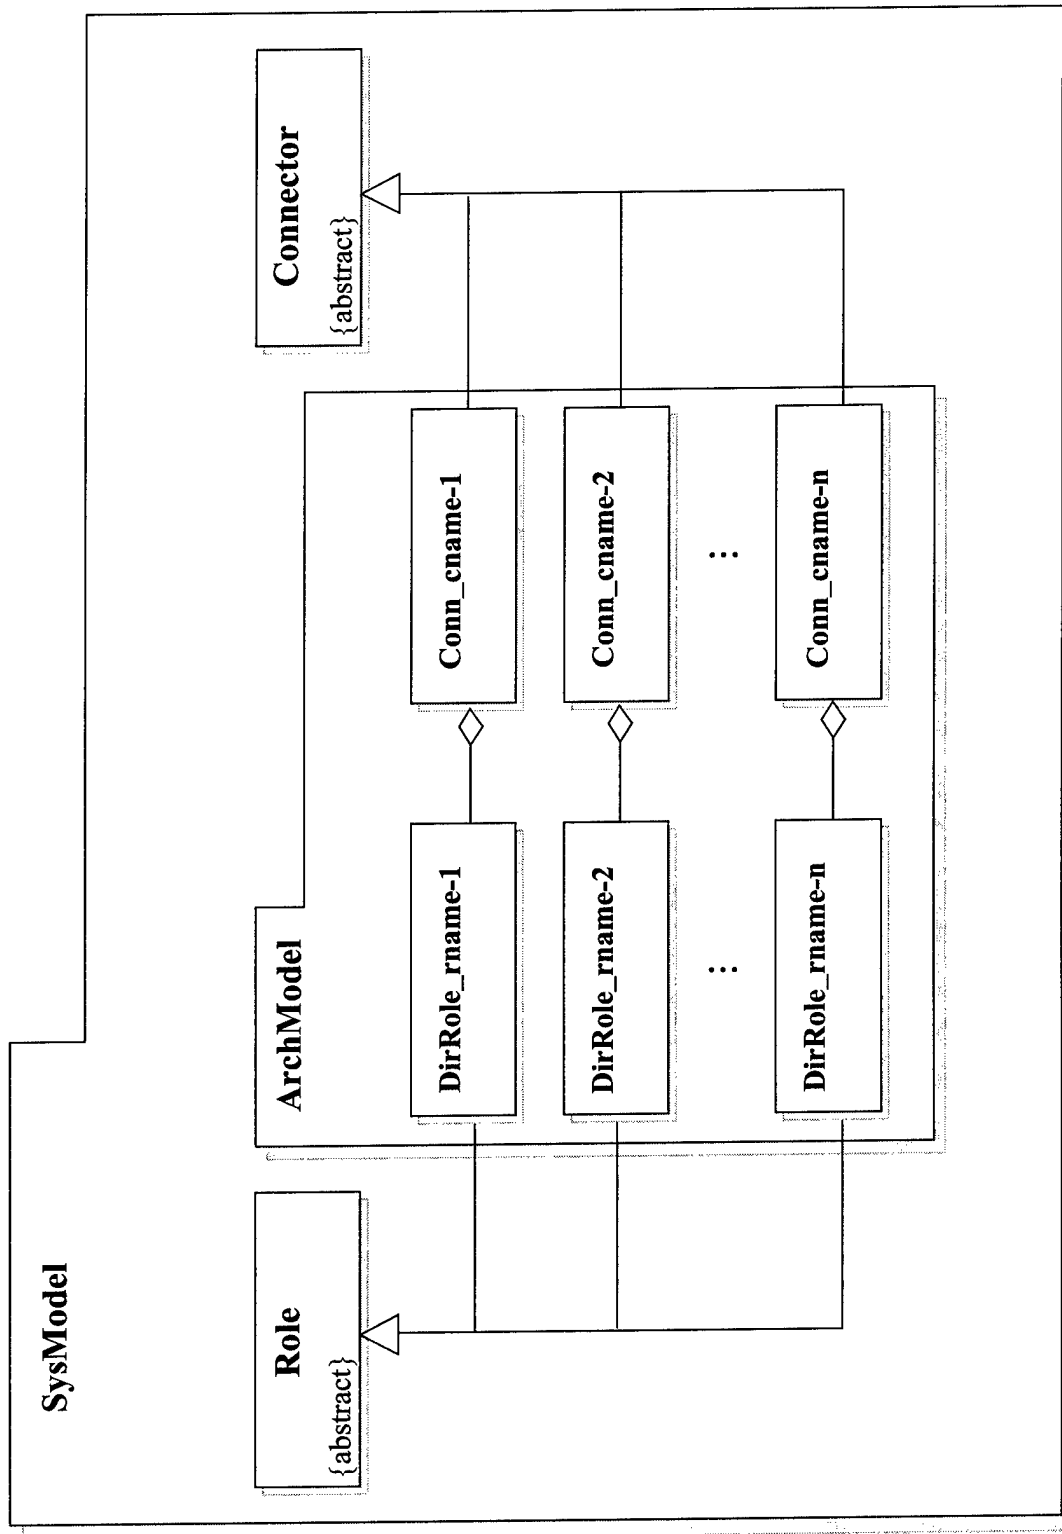 SysModel
Role
{abstract}
ArchModel
Connector
{abstract}
DirRole_rname-1
Conn_cname-1
DirRole_rname-2
Conn_cname-2
...
...
DirRole_rname-n
Conn_cname-n